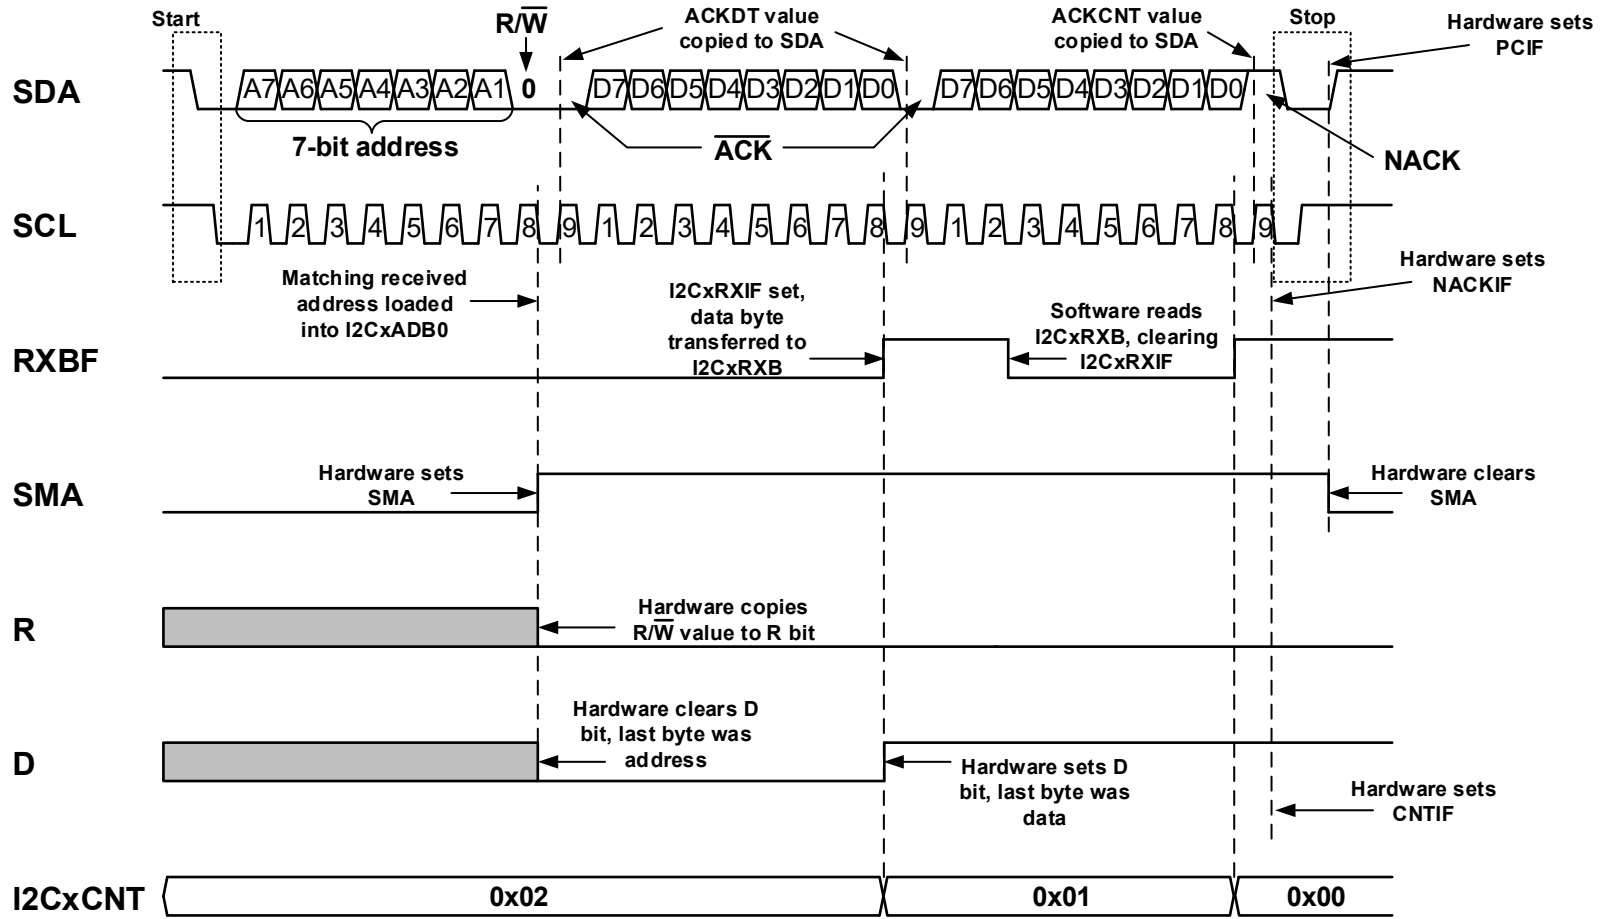 Start
R/W
ACKDT value
copied to SDA
ACKCNT value
copied to SDA
Stop
Hardware sets
PCIF
SDA
A7 A6 A5 A4 A3 A2 A1 0 D7 D6 D5 D4 D3 D2 D1 D0 D7 D6 D5 D4 D3 D2 D1 D0
7-bit address
ACK
NACK
SCL
1 2 3 4 5 6 7 8 9 1 2 3 4 5 6 7 8 9 1 2 3 4 5 6 7 8 9
Matching received
address loaded
into I2CxADB0
I2CxRXIF set,
data byte
transferred to
I2CxRXB
Software reads
I2CxRXB, clearing
I2CxRXIF
Hardware sets
NACKIF
RXBF
SMA
Hardware sets
SMA
Hardware clears
SMA
R
Hardware copies
R/W value to R bit
D
Hardware clears D
bit, last byte was
address
Hardware sets D
bit, last byte was
data
Hardware sets
CNTIF
I2CxCNT
0x02
0x01
0x00